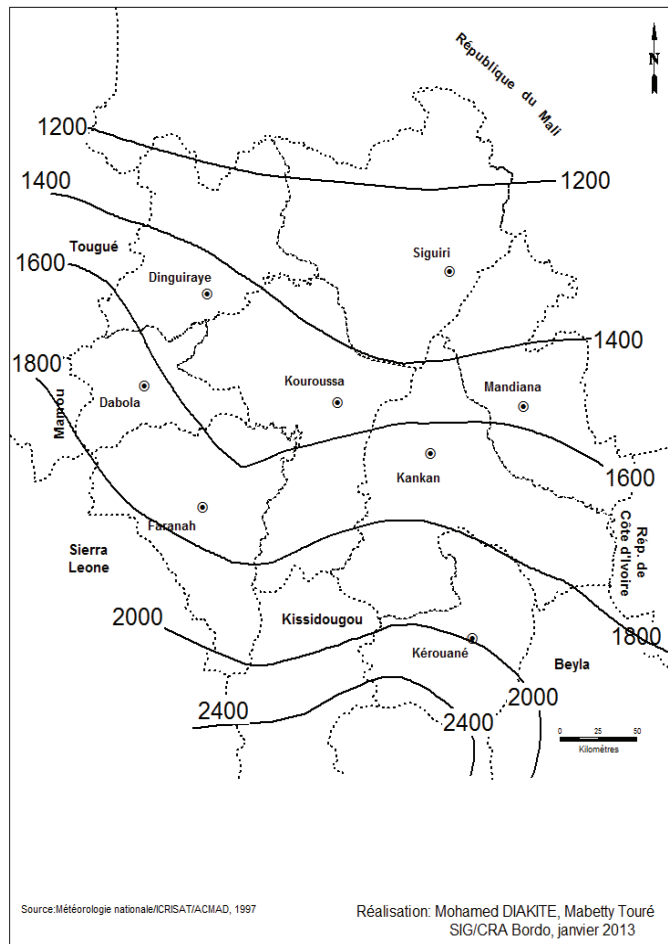 N
République du Mali
1200
1200
1400
Tougué
Siguiri
1600
Dinguiraye
1400
1800
Mamou
Dabola
Kouroussa
Mandiana
Kankan
1600
Faranah
Rép. de
Côte d'Ivoire
Sierra
Leone
2000
Kissidougou
1800
Kérouané
Beyla
2000
2400
2400
0 25 50
Kilométres
Source:Météorologie nationale/ICRISAT/ACMAD, 1997
Réalisation: Mohamed DIAKITE, Mabetty Touré
SIG/CRA Bordo, janvier 2013